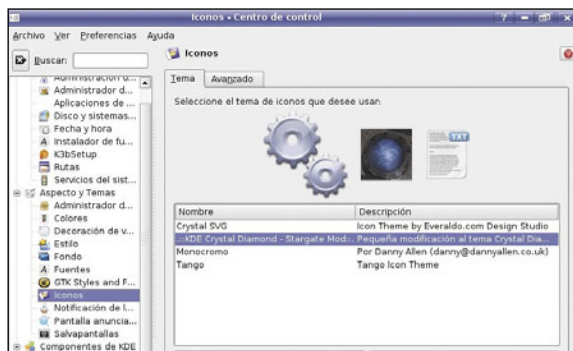 Iconos - Centro de control
Archivo Ver Preferencias Ayuda
Buscar:
Iconos
Administración d...
Administrador d...
Aplicaciones de ...
Disco y sistemas...
Fecha y hora
Instalador de fu...
K3bSetup
Rutas
Servicios del sist...
Aspecto y Temas
Administrador d...
Colores
Decoración de v...
Estilo
Fondo
Fuentes
GTK Styles and F...
Iconos
Notificación de l...
Pantalla anuncia...
Salvapantallas
Componentes de KDE
Tema Avanzado
Seleccione el tema de iconos que desee usar:
TXT
Nombre Descripción
Crystal SVG Icon Theme by Everaldo.com Design Studio
.::KDE Crystal Diamond - Stargate Mod::. Pequeña modificación al tema Crystal Dia...
Monocromo Por Danny Allen (danny@dannyallen.co.uk)
Tango Tango Icon Theme